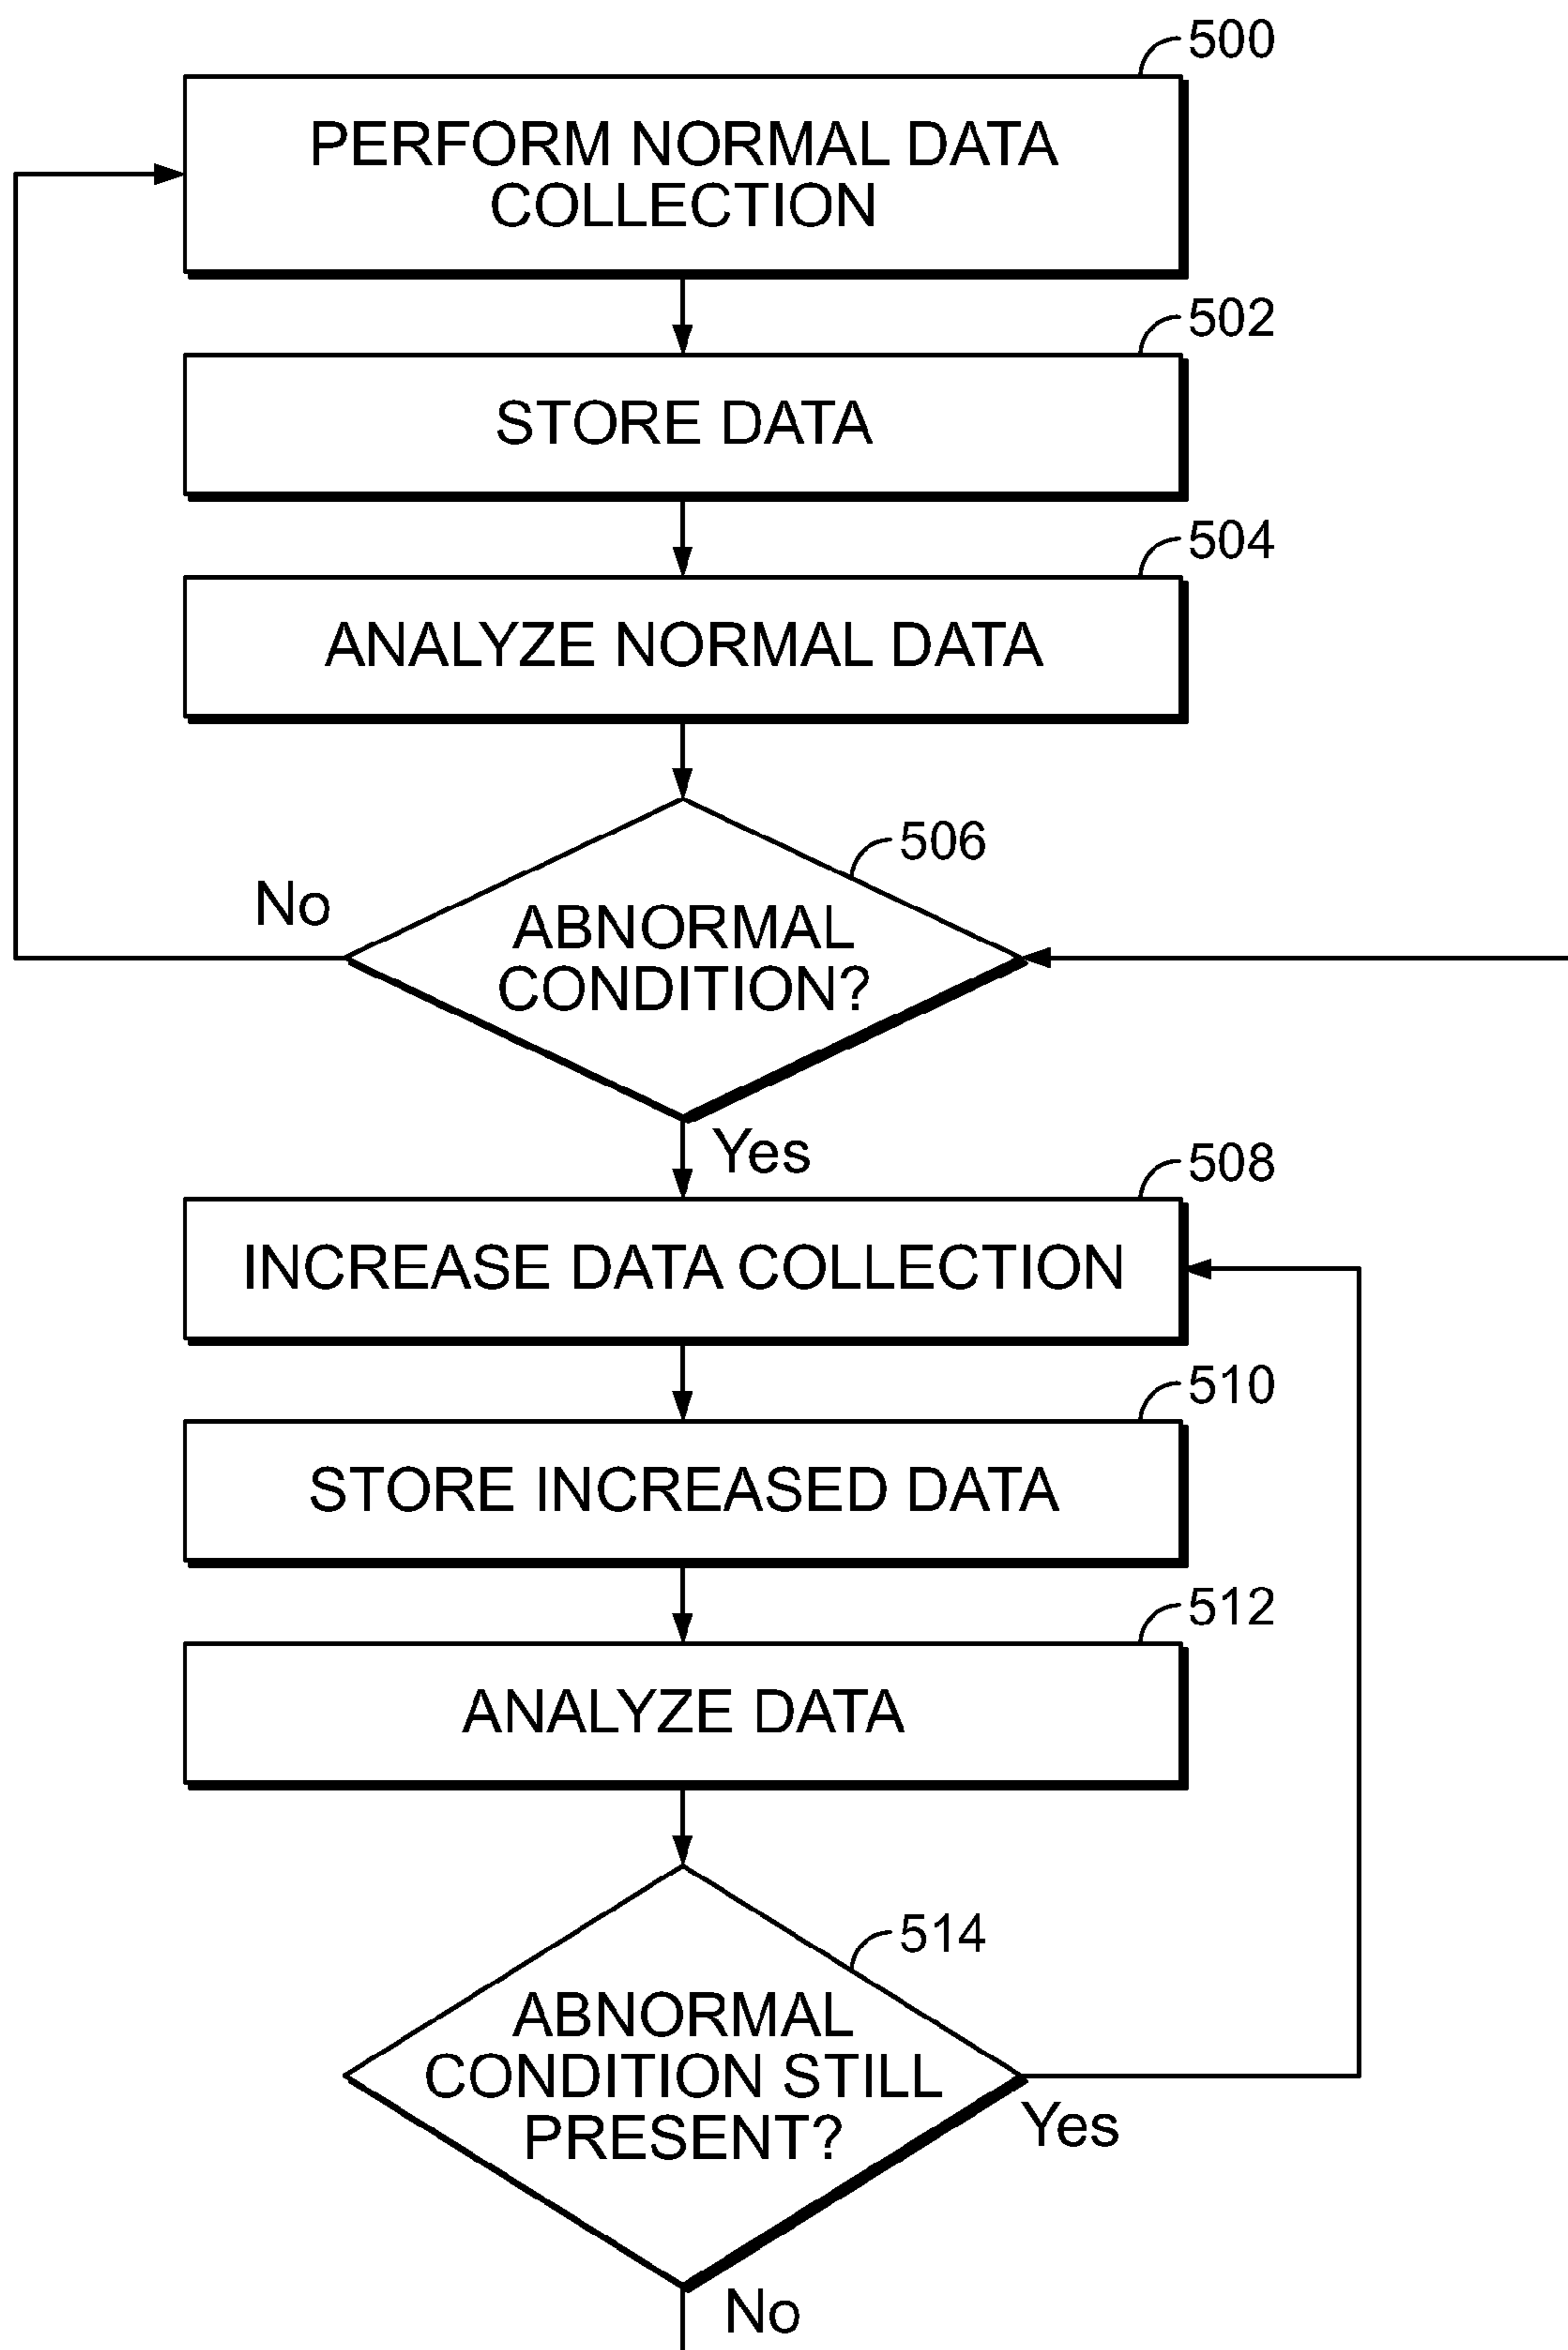 500
PERFORM NORMAL DATA
COLLECTION
502
STORE DATA
504
ANALYZE NORMAL DATA
506
No
ABNORMAL
CONDITION?
Yes
508
INCREASE DATA COLLECTION
510
STORE INCREASED DATA
512
ANALYZE DATA
514
ABNORMAL
CONDITION STILL
PRESENT?
Yes
No